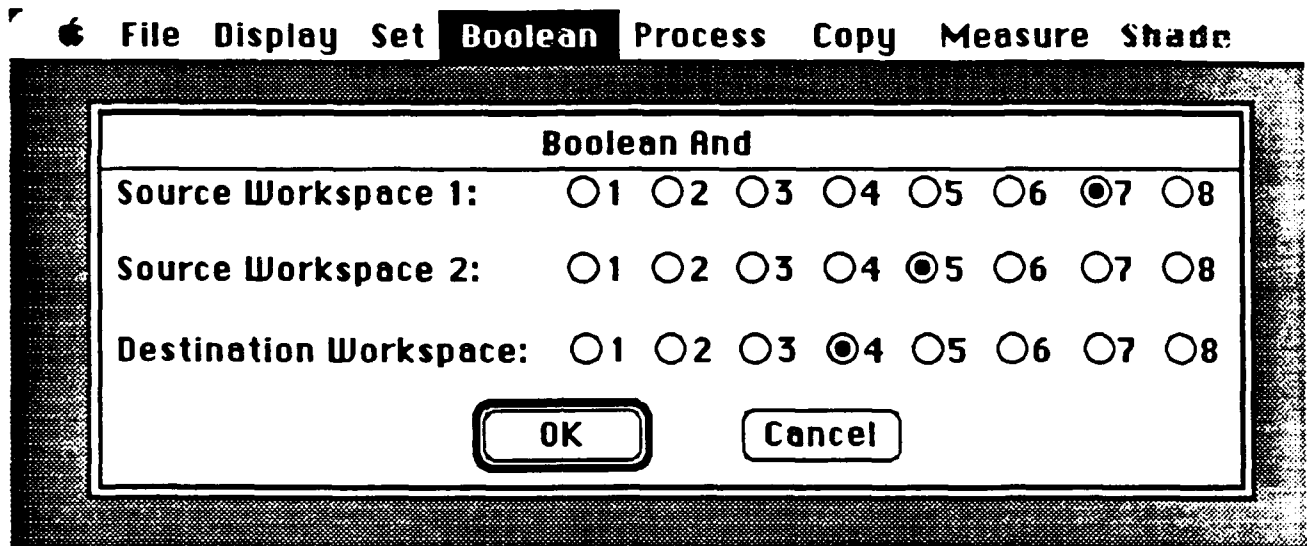 File Display Set Boolean Process Copy Measure Shade
Boolean And
Source Workspace 1: 1 2 3 4 5 6 7 8
Source Workspace 2: 1 2 3 4 5 6 7 8
Destination Workspace: 1 2 3 4 5 6 7 8
OK Cancel